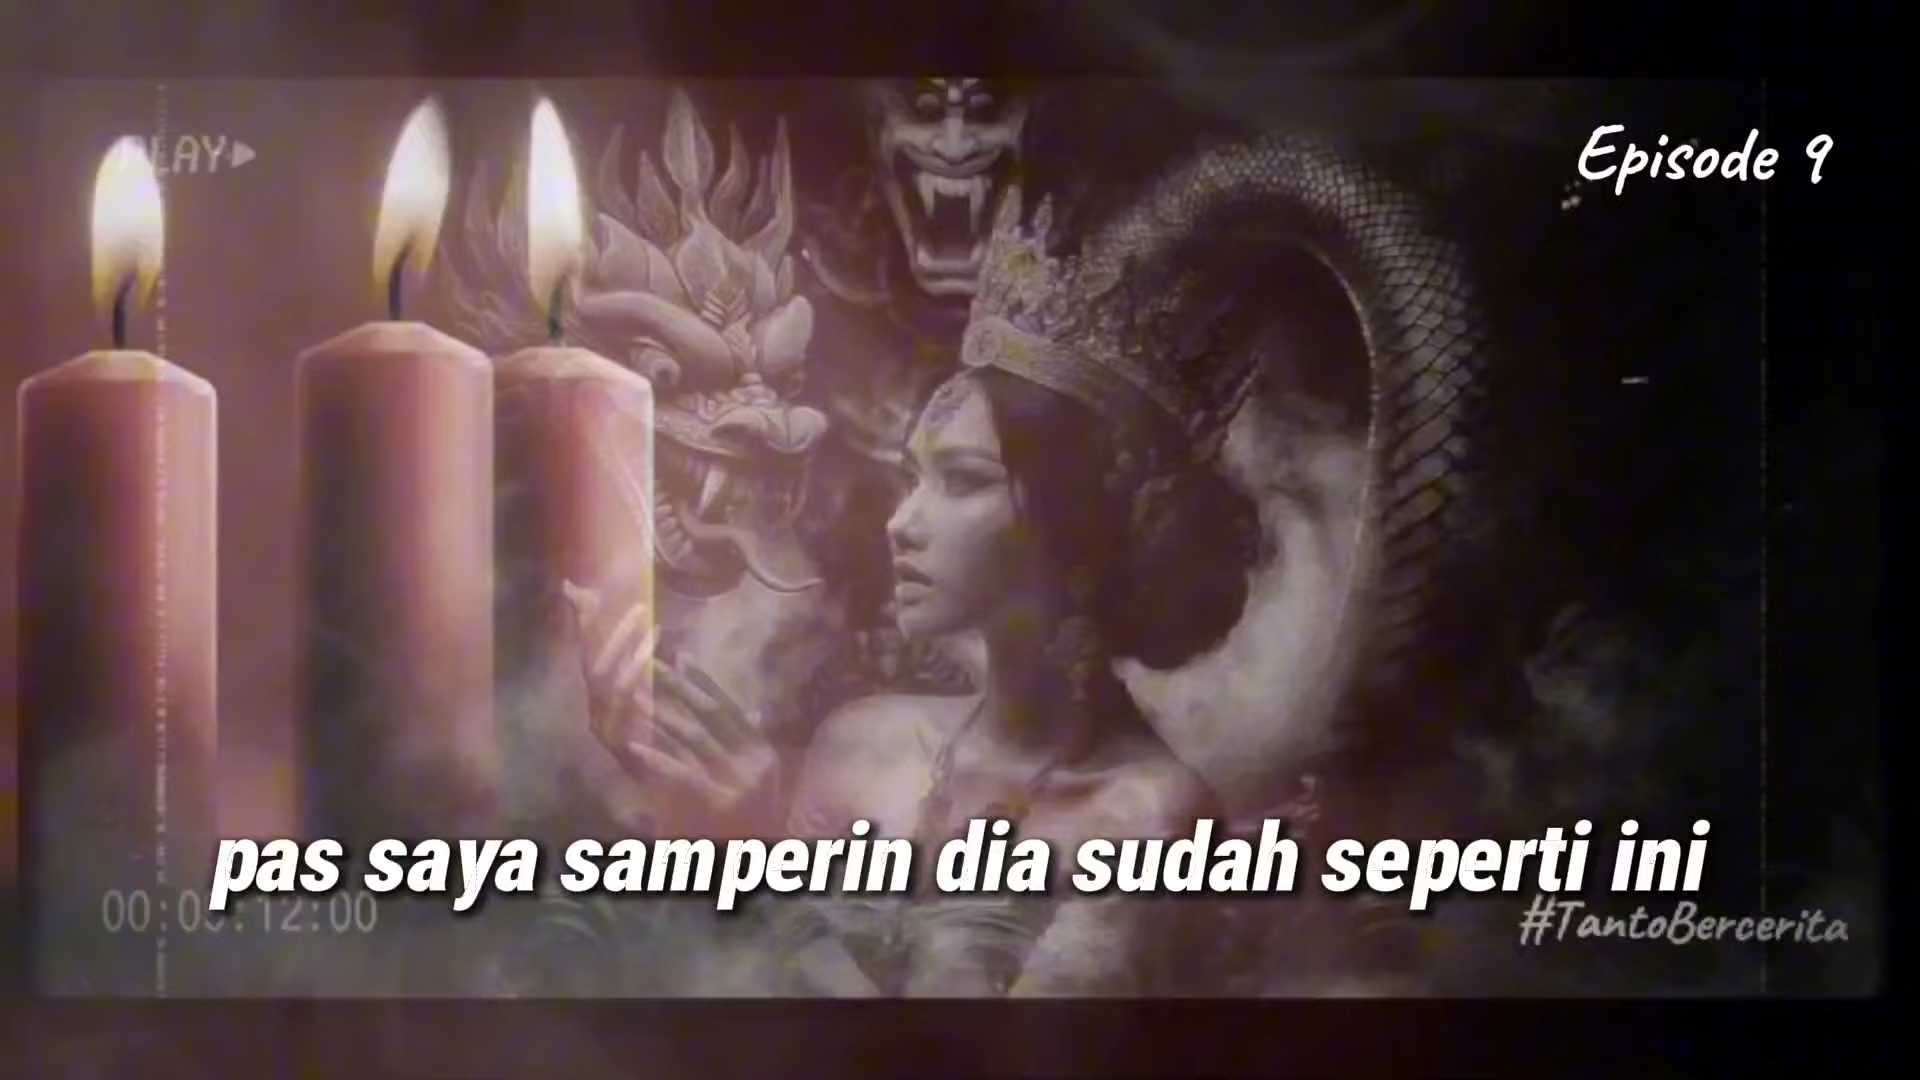 PLAY
Episode 9
pas saya samperin dia sudah seperti ini
#TantoBercerita